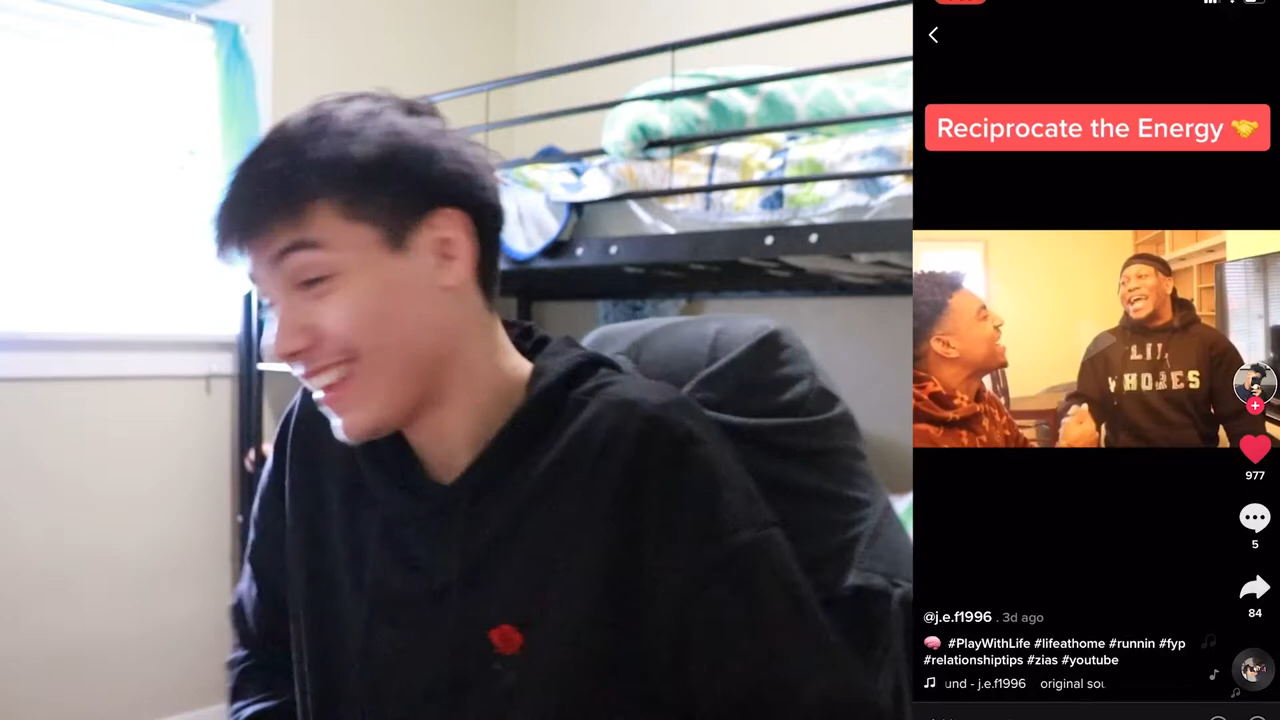 Reciprocate the Energy 🤝
LIL
WHORES
977
5
84
@j.e.f1996 . 3d ago
🧠 #PlayWithLife #lifeathome #runnin #fyp
#relationshiptips #zias #youtube
und - j.e.f1996 original sou